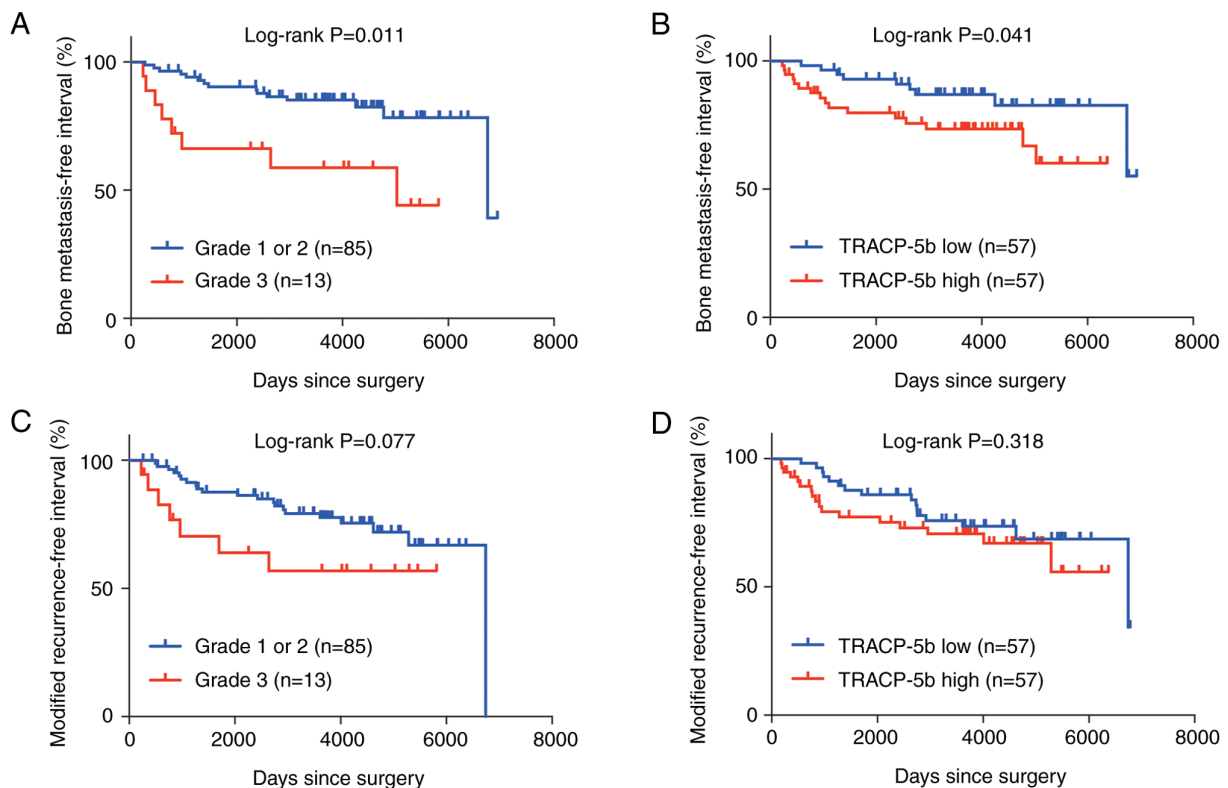 A
Log-rank P=0.011
Bone metastasis-free interval (%)
100
50
0
Grade 1 or 2 (n=85)
Grade 3 (n=13)
0 2000 4000 6000 8000
Days since surgery
B
Log-rank P=0.041
Bone metastasis-free interval (%)
100
50
0
TRACP-5b low (n=57)
TRACP-5b high (n=57)
0 2000 4000 6000 8000
Days since surgery
C
Log-rank P=0.077
Modified recurrence-free interval (%)
100
50
0
Grade 1 or 2 (n=85)
Grade 3 (n=13)
0 2000 4000 6000 8000
Days since surgery
D
Log-rank P=0.318
Modified recurrence-free interval (%)
100
50
0
TRACP-5b low (n=57)
TRACP-5b high (n=57)
0 2000 4000 6000 8000
Days since surgery